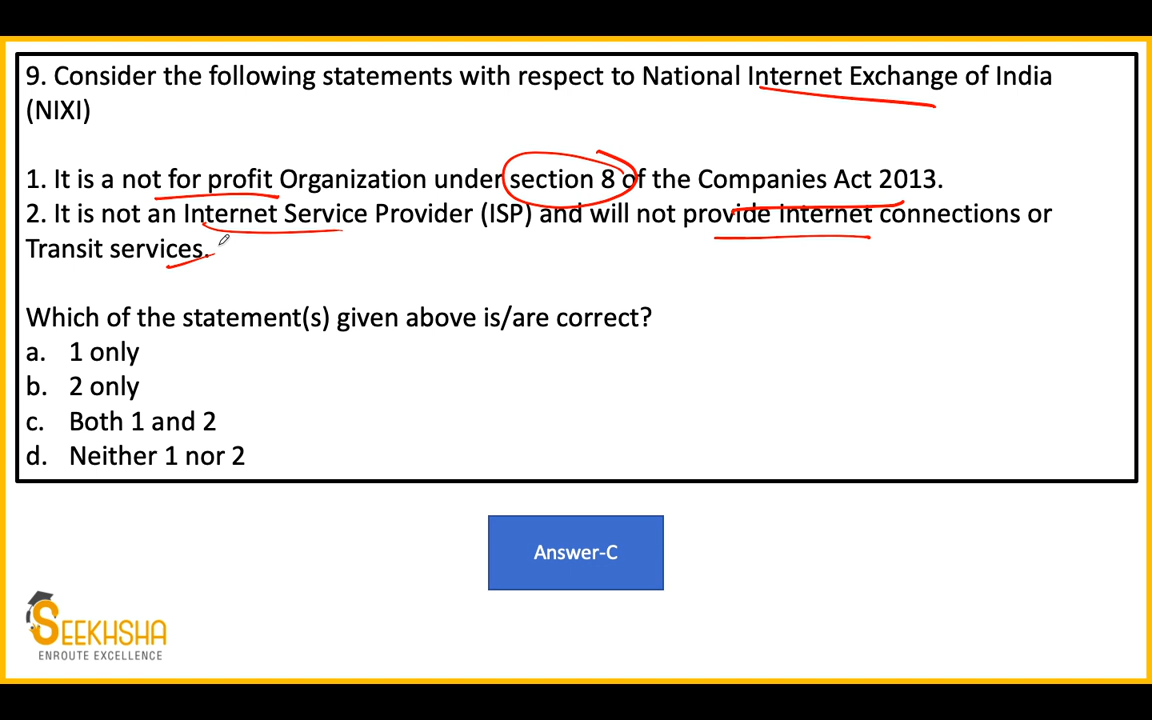 9. Consider the following statements with respect to National Internet Exchange of India
(NIXI)
1. It is a not for profit Organization under section 8 of the Companies Act 2013.
2. It is not an Internet Service Provider (ISP) and will not provide Internet connections or
Transit services.
Which of the statement(s) given above is/are correct?
a. 1 only
b. 2 only
c. Both 1 and 2
d. Neither 1 nor 2
Answer-C
SEEKHSHA
ENROUTE EXCELLENCE